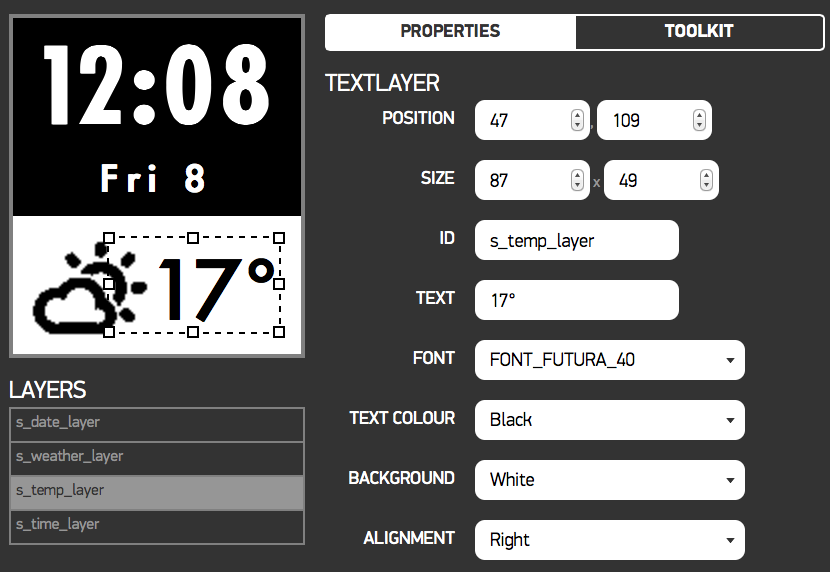 12:08
Fri 8
17°
LAYERS
s_date_layer
s_weather_layer
s_temp_layer
s_time_layer
PROPERTIES TOOLKIT
TEXTLAYER
POSITION 47 , 109
SIZE 87 x 49
ID s_temp_layer
TEXT 17°
FONT FONT_FUTURA_40
TEXT COLOUR Black
BACKGROUND White
ALIGNMENT Right